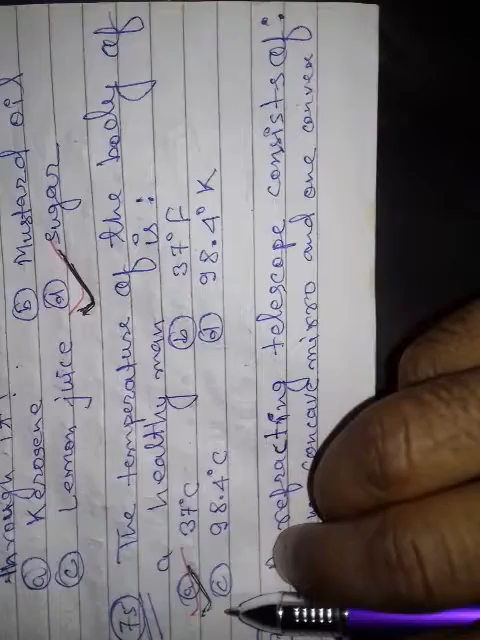 through it :
(a) Kerosene (b) Mustard oil
(c) Lemon juice (d) sugar
(75) The temperature of the body of
a healthy man is :
(a) 37°C (b) 37°F
(c) 98.4°C (d) 98.4°K
refracting telescope consists of :
concave mirro and one convex